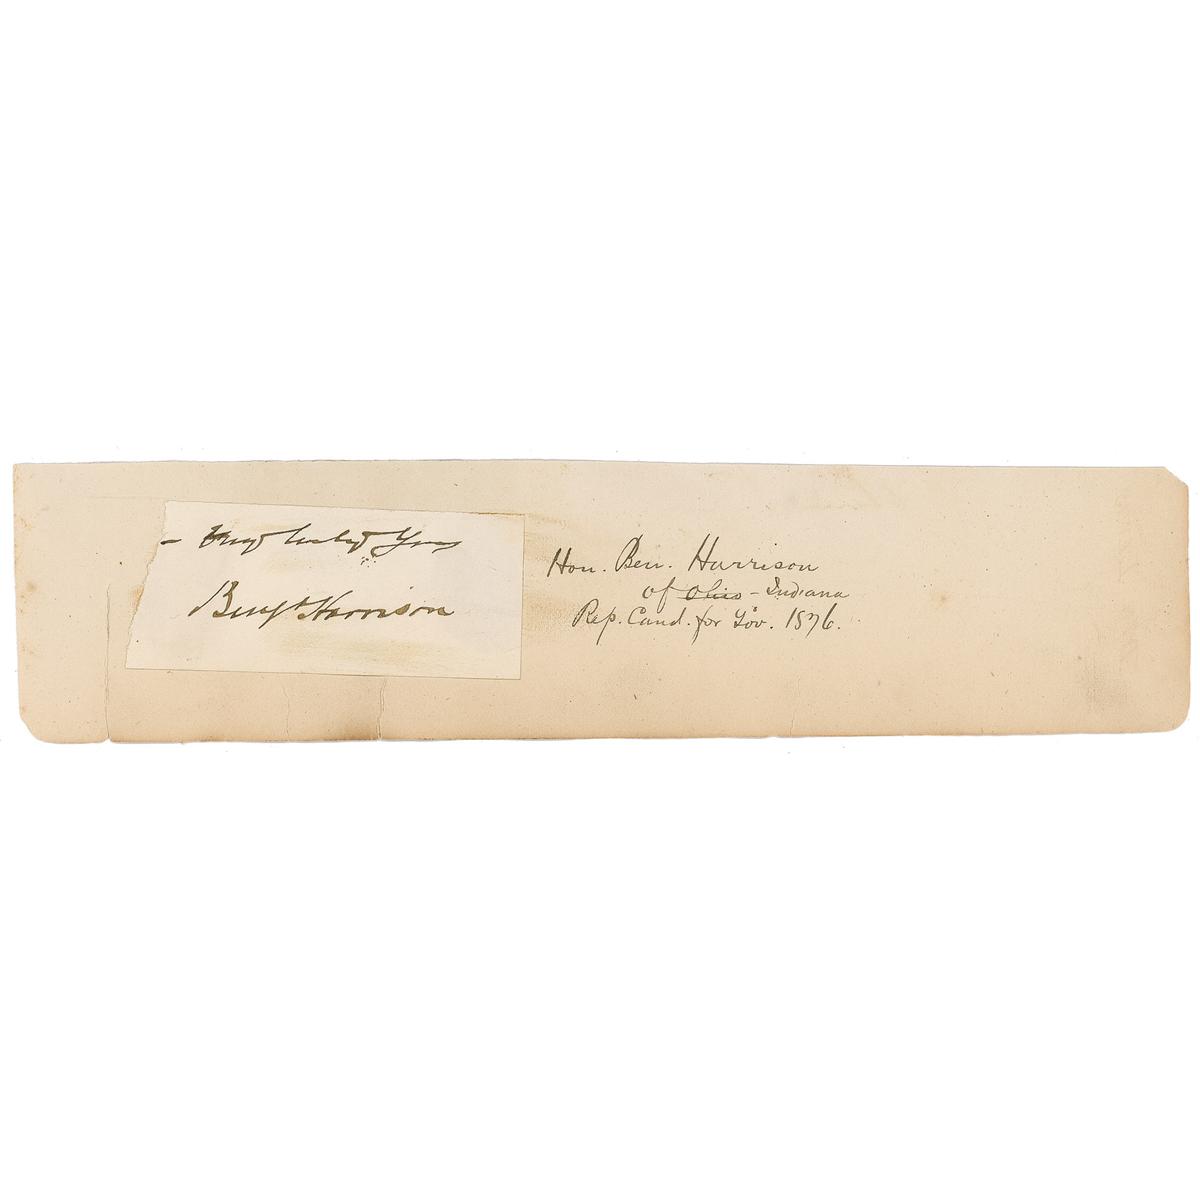 - Very truly Yours
Benj Harrison
Hon. Ben. Harrison
of Ohio - Indiana
Rep. Cand. for Gov. 1876.